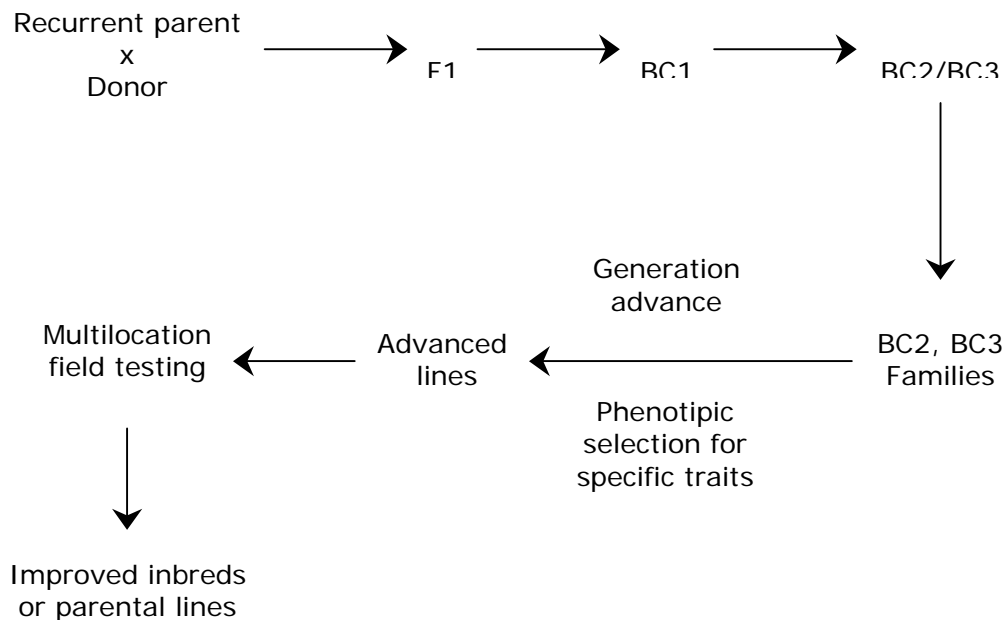 Recurrent parent
x
Donor
F1
BC1
BC2/BC3
Generation
advance
Multilocation
field testing
Advanced
lines
BC2, BC3
Families
Phenotipic
selection for
specific traits
Improved inbreds
or parental lines